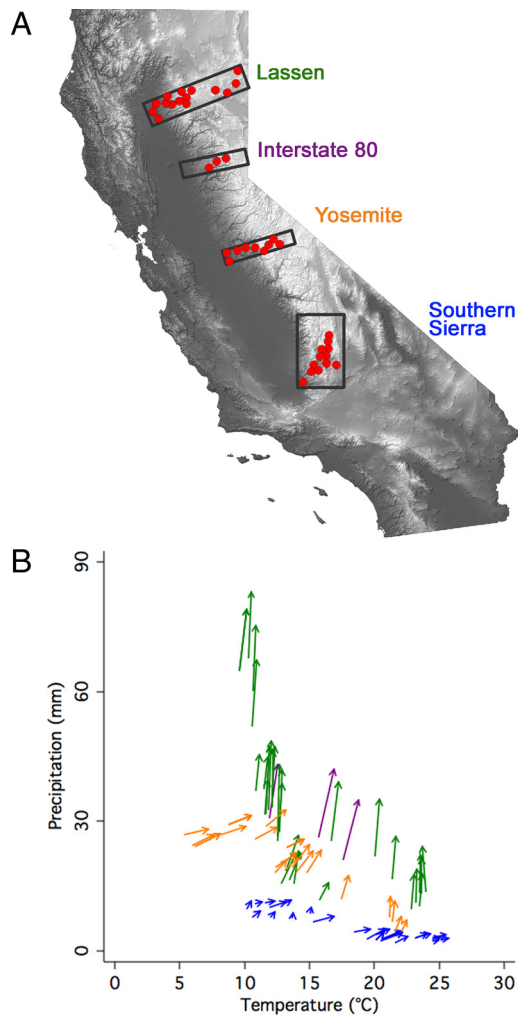 A
Lassen
Interstate 80
Yosemite
Southern
Sierra
B
Precipitation (mm)
90
60
30
0
0 5 10 15 20 25 30
Temperature (°C)